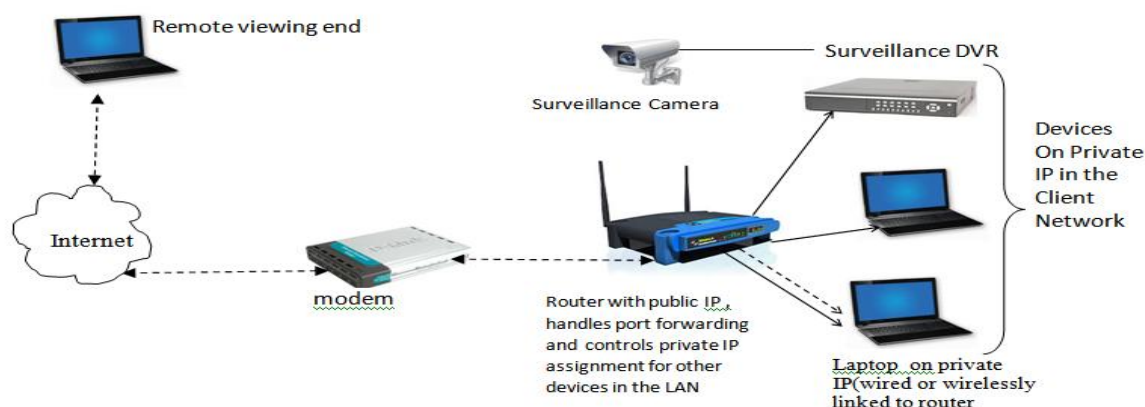 Remote viewing end
Surveillance DVR
Surveillance Camera
Devices
On Private
IP in the
Client
Network
Internet
modem
Router with public IP ,
handles port forwarding
and controls private IP
assignment for other
devices in the LAN
Laptop on private
IP(wired or wirelessly
linked to router